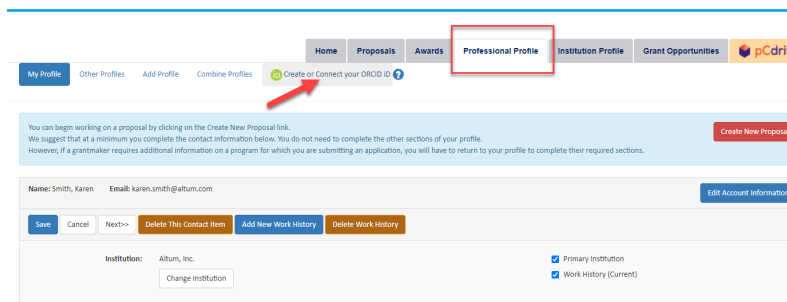 Home Proposals Awards Professional Profile Institution Profile Grant Opportunities pCdri
My Profile Other Profiles Add Profile Combine Profiles iD Create or Connect your ORCID iD ?
You can begin working on a proposal by clicking on the Create New Proposal link.
We suggest that at a minimum you complete the contact information below. You do not need to complete the other sections of your profile.
However, if a grantmaker requires additional information on a program for which you are submitting an application, you will have to return to your profile to complete their required sections.
Create New Proposa
Name: Smith, Karen Email: karen.smith@altum.com
Edit Account Information
Save Cancel Next>> Delete This Contact Item Add New Work History Delete Work History
Institution: Altum, Inc. Primary Institution
Change Institution Work History (Current)